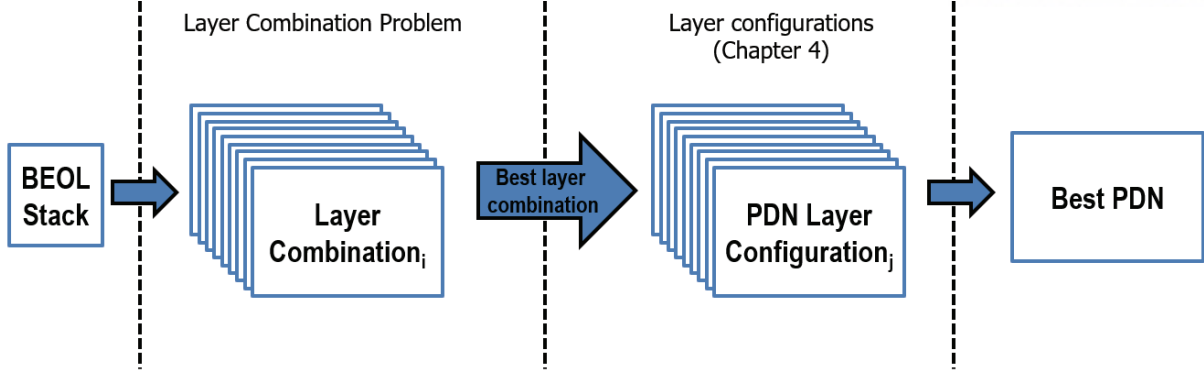 Layer Combination Problem
Layer configurations
(Chapter 4)
BEOL
Stack
Layer
Combinationi
Best layer
combination
PDN Layer
Configurationj
Best PDN